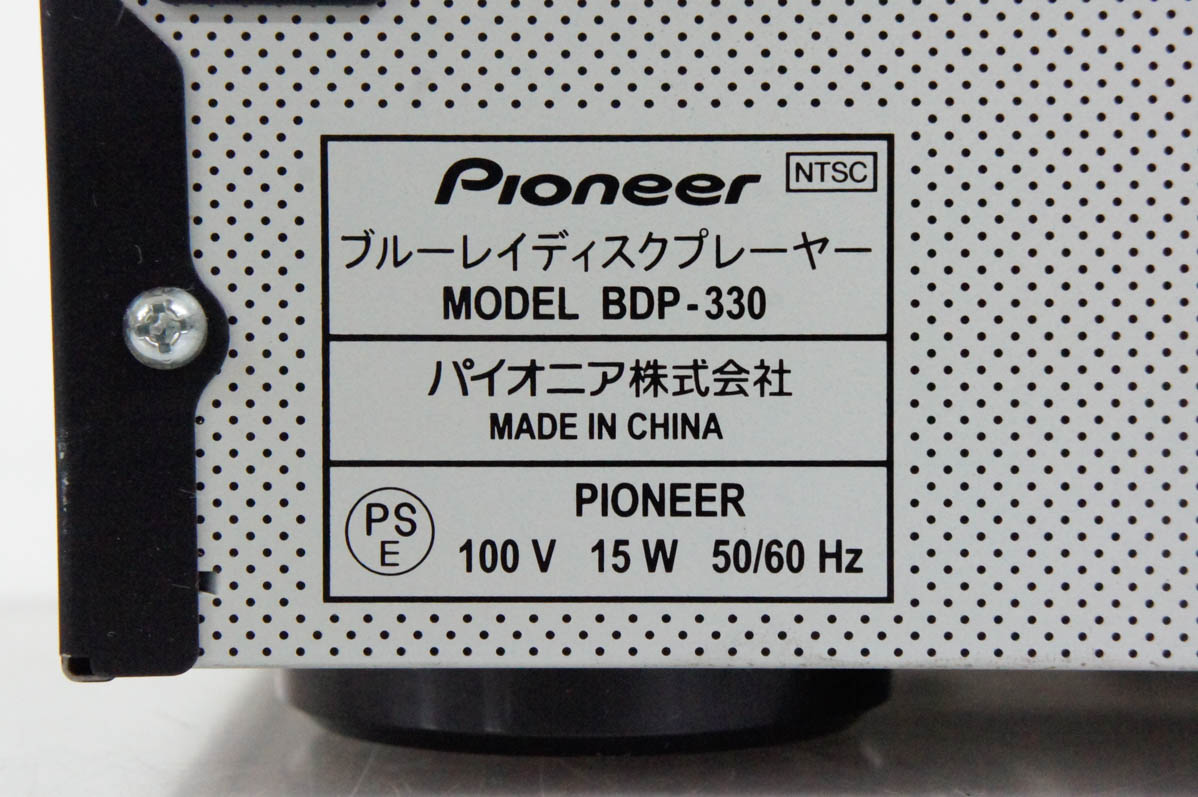 Pioneer NTSC
ブルーレイディスクプレーヤー
MODEL BDP-330
パイオニア株式会社
MADE IN CHINA
PS
E
PIONEER
100 V 15 W 50/60 Hz